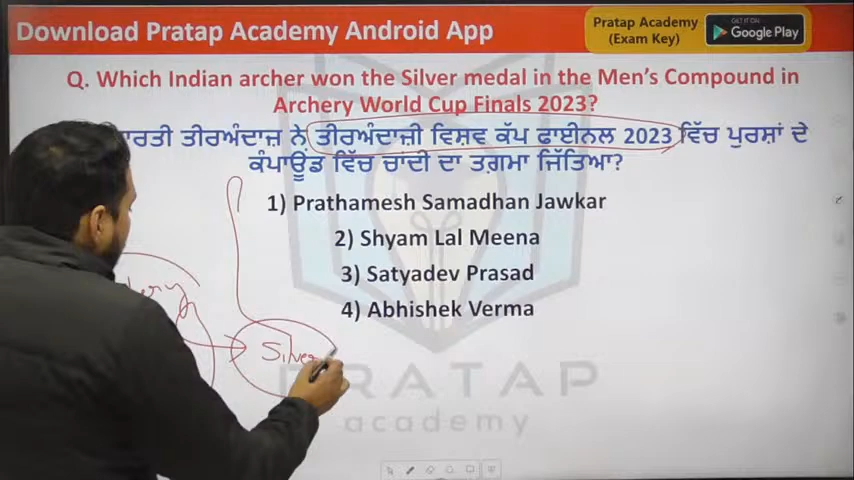 Download Pratap Academy Android App
Pratap Academy
(Exam Key)
GET IT ON
Google Play
Q. Which Indian archer won the Silver medal in the Men's Compound in
Archery World Cup Finals 2023?
ਾਰਤੀ ਤੀਰਅੰਦਾਜ਼ ਨੇ ਤੀਰਅੰਦਾਜ਼ੀ ਵਿਸ਼ਵ ਕੱਪ ਫਾਈਨਲ 2023 ਵਿੱਚ ਪੁਰਸ਼ਾਂ ਦੇ
ਕੰਪਾਊਂਡ ਵਿੱਚ ਚਾਂਦੀ ਦਾ ਤਗ਼ਮਾ ਜਿੱਤਿਆ?
1) Prathamesh Samadhan Jawkar
2) Shyam Lal Meena
3) Satyadev Prasad
4) Abhishek Verma
Silver
PRATAP
academy